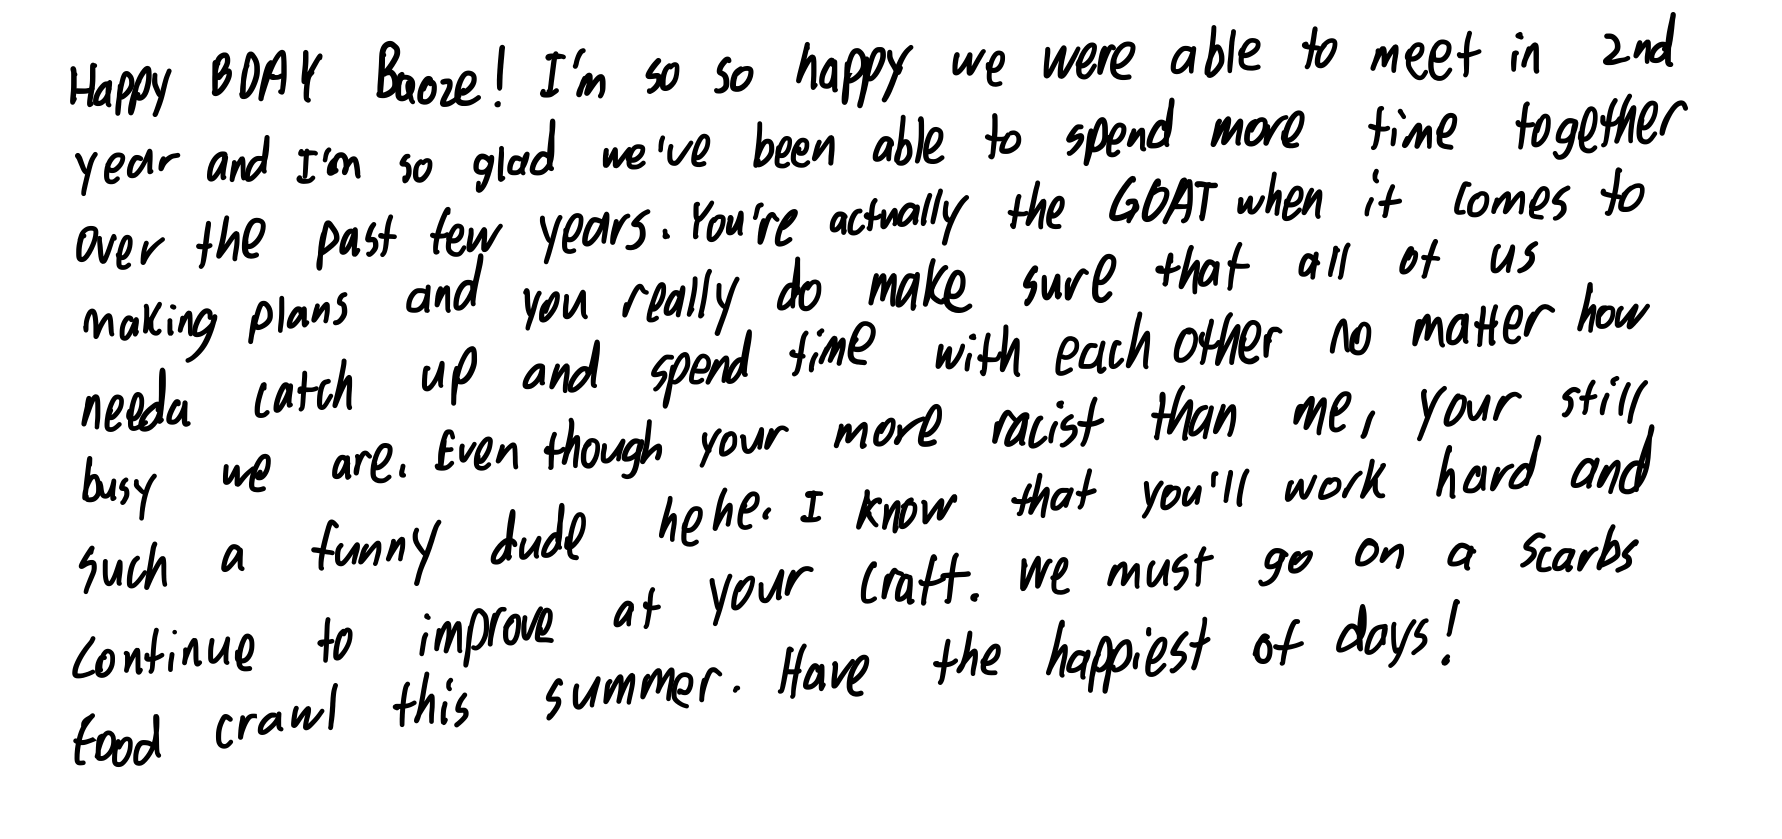 Happy BDAY Baoze! I'm so so happy we were able to meet in 2nd
year and I'm so glad we've been able to spend more time together
over the past few years. You're actually the GOAT when it comes to
making plans and you really do make sure that all of us
needa catch up and spend time with each other no matter how
busy we are. Even though your more racist than me, your still
such a funny dude hehe. I know that you'll work hard and
continue to improve at your craft. We must go on a scarbs
food crawl this summer. Have the happiest of days!